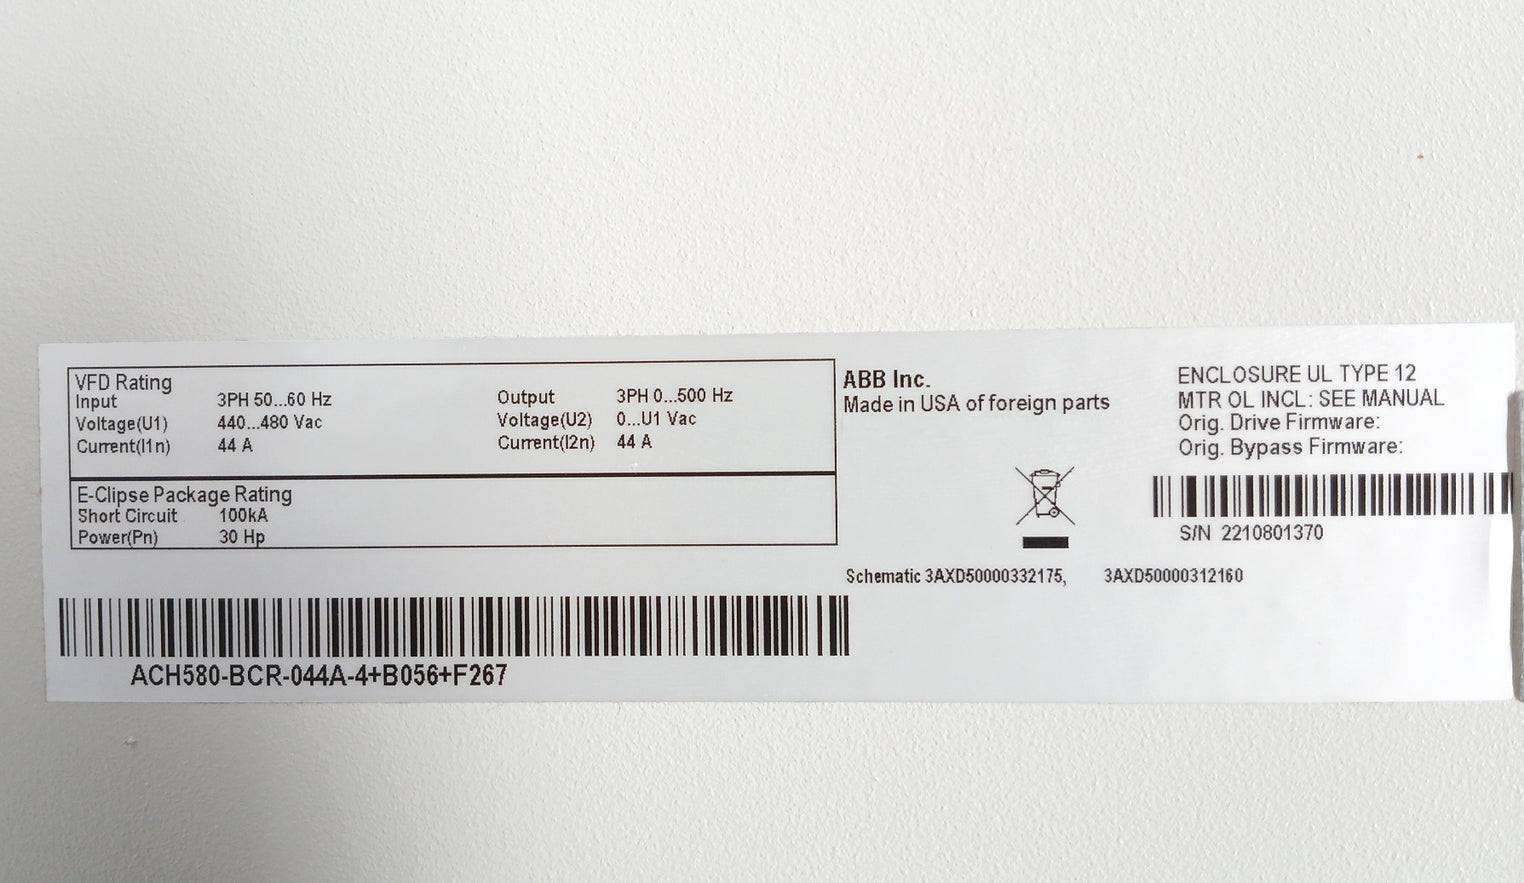 VFD Rating
Input 3PH 50...60 Hz
Voltage(U1) 440...480 Vac
Current(I1n) 44 A
Output 3PH 0...500 Hz
Voltage(U2) 0...U1 Vac
Current(I2n) 44 A
E-Clipse Package Rating
Short Circuit 100kA
Power(Pn) 30 Hp
ABB Inc.
Made in USA of foreign parts
ENCLOSURE UL TYPE 12
MTR OL INCL: SEE MANUAL
Orig. Drive Firmware:
Orig. Bypass Firmware:
S/N 2210801370
Schematic 3AXD50000332175, 3AXD50000312160
ACH580-BCR-044A-4+B056+F267